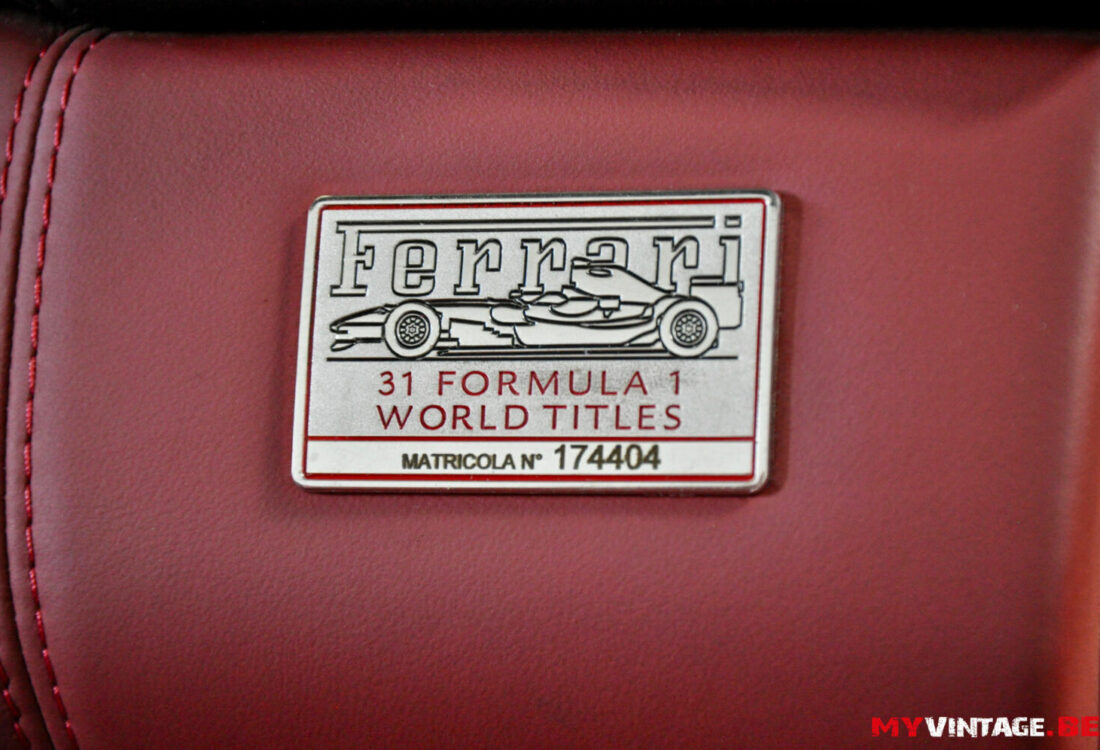 Ferrari
31 FORMULA 1
WORLD TITLES
MATRICOLA N° 174404
MYVINTAGE.BE